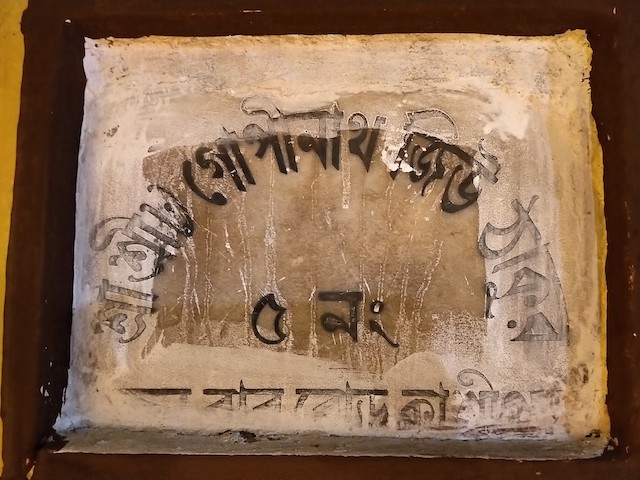 শ্রী শ্রী৺ গোপীনাথ জিউ ঠাকুর
৫ নং
বাবু রোড কাশীপুর